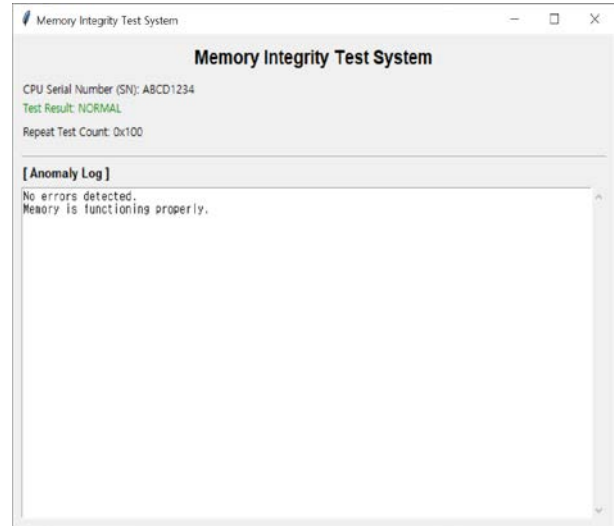 Memory Integrity Test System
Memory Integrity Test System
CPU Serial Number (SN): ABCD1234
Test Result: NORMAL
Repeat Test Count: 0x100
[ Anomaly Log ]
No errors detected.
Memory is functioning properly.